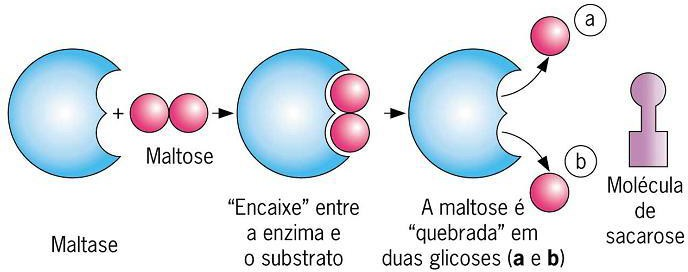 a
+
Maltose
b
Maltase
“Encaixe” entre
a enzima e
o substrato
A maltose é
“quebrada” em
duas glicoses (a e b)
Molécula
de
sacarose